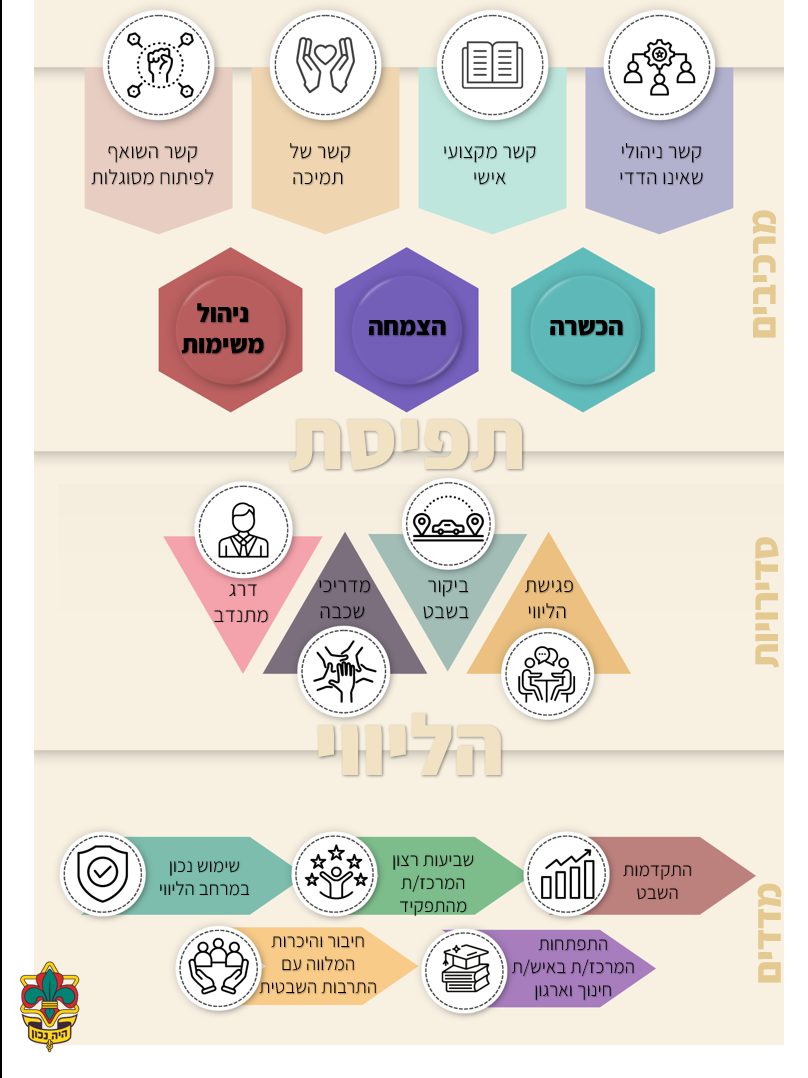 קשר ניהולי
שאינו הדדי
קשר מקצועי
אישי
קשר של
תמיכה
קשר השואף
לפיתוח מסוגלות
מרכיבים
הכשרה
הצמחה
ניהול
משימות
תפיסת
סדירויות
פגישת
הליווי
ביקור
בשבט
מדריכי
שכבה
דרג
מתנדב
הליווי
מדדים
התקדמות
השבט
שביעות רצון
המרכז/ת
מהתפקיד
שימוש נכון
במרחב הליווי
התפתחות
המרכז/ת באיש/ת
חינוך וארגון
חיבור והיכרות
המלווה עם
התרבות השבטית
היה נכון